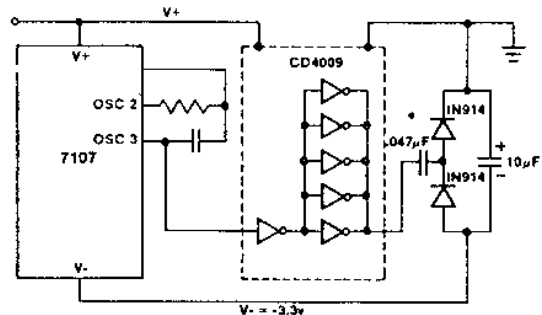 V+
V+
CD4009
OSC 2
OSC 3
7107
IN914
.047µF
+
10µF
−
IN914
V-
V- = -3.3v